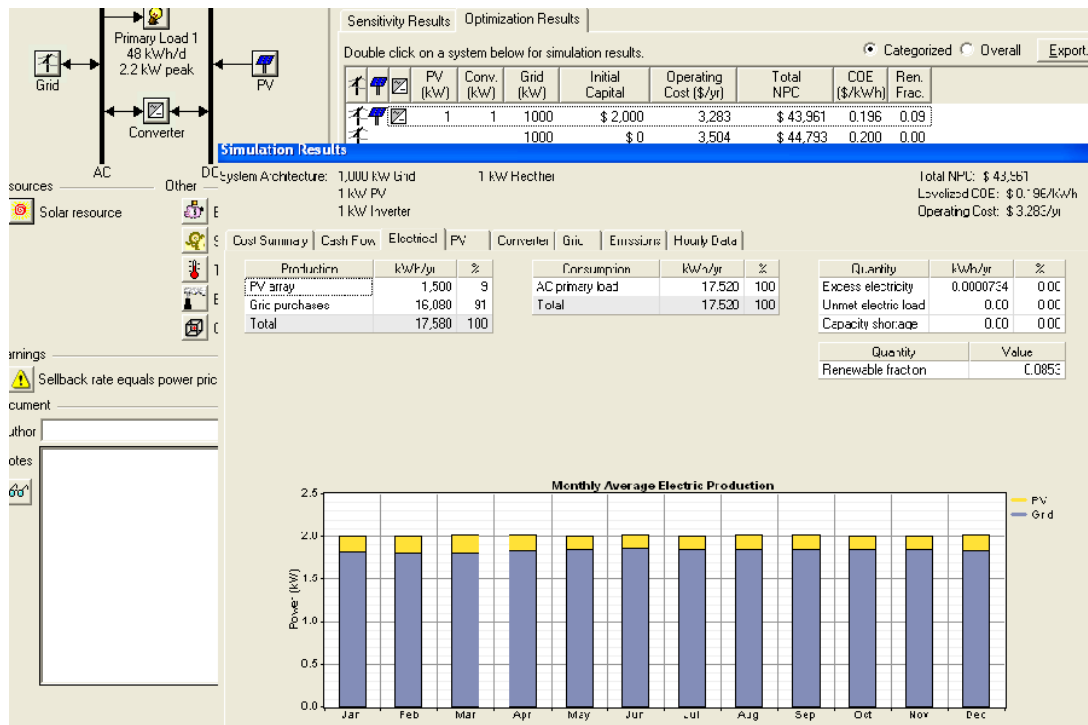 Sensitivity Results Optimization Results
Double click on a system below for simulation results. Categorized Overall Export.
PV (kW) Conv. (kW) Grid (kW) Initial Capital Operating Cost ($/yr) Total NPC COE ($/kWh) Ren. Frac.
1 1 1000 $ 2,000 3,283 $ 43,961 0.196 0.09
1000 $ 0 3,504 $ 44,793 0.200 0.00
Primary Load 1
48 kWh/d
2.2 kW peak
Grid
PV
Converter
AC DC
sources Other
Solar resource
Simulation Results
System Architecture: 1,000 kW Grid 1 kW Rectifier
1 kW PV
1 kW Inverter
Total NPC: $ 43,961
Levelized COE: $ 0.196/kWh
Operating Cost: $ 3,283/yr
Cost Summary Cash Flow Electrical PV Converter Grid Emissions Hourly Data
Production kWh/yr %
PV array 1,500 9
Grid purchases 16,080 91
Total 17,580 100
Consumption kWh/yr %
AC primary load 17,520 100
Total 17,520 100
Quantity kWh/yr %
Excess electricity 0.0000734 0.00
Unmet electric load 0.00 0.00
Capacity shortage 0.00 0.00
Quantity Value
Renewable fraction 0.0853
arnings
Sellback rate equals power pric
cument
uthor
otes
Monthly Average Electric Production
PV
Grid
Power (kW)
2.5
2.0
1.5
1.0
0.5
0.0
Jan Feb Mar Apr May Jun Jul Aug Sep Oct Nov Dec